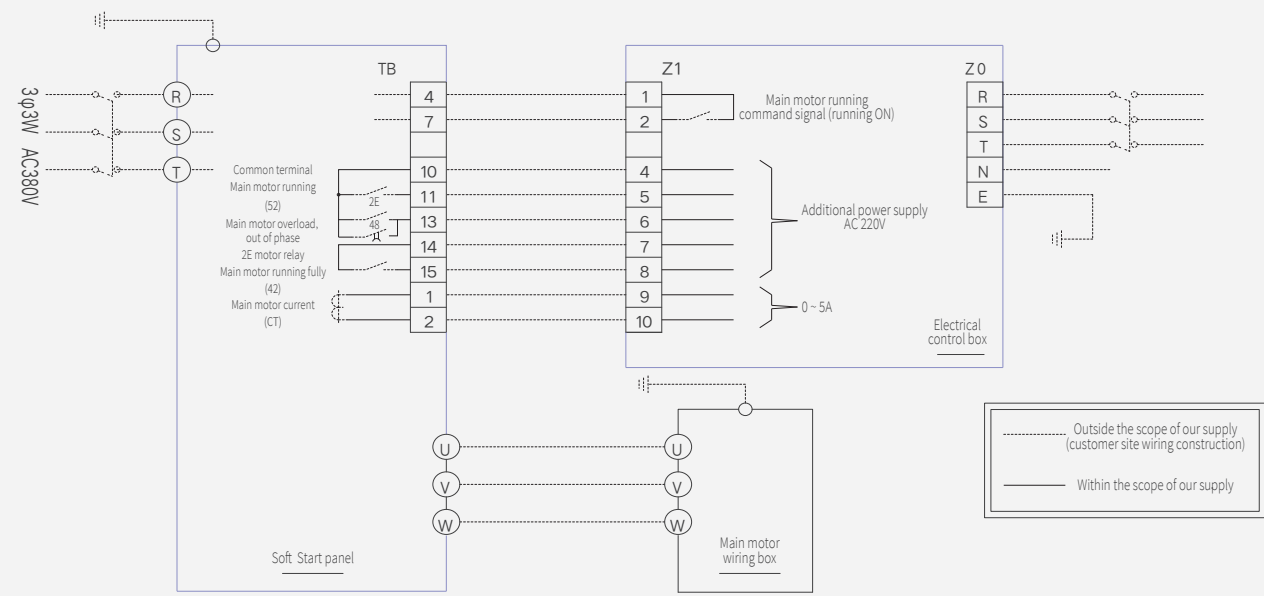 3φ3W AC380V
R
S
T
TB
4
7
10
11
13
14
15
1
2
Common terminal
Main motor running
(52)
Main motor overload,
out of phase
2E motor relay
Main motor running fully
(42)
Main motor current
(CT)
2E
48
Soft Start panel
U
V
W
Z1
1
2
4
5
6
7
8
9
10
Main motor running
command signal (running ON)
Additional power supply
AC 220V
0 ~ 5A
Electrical
control box
Z0
R
S
T
N
E
U
V
W
Main motor
wiring box
Outside the scope of our supply
(customer site wiring construction)
Within the scope of our supply